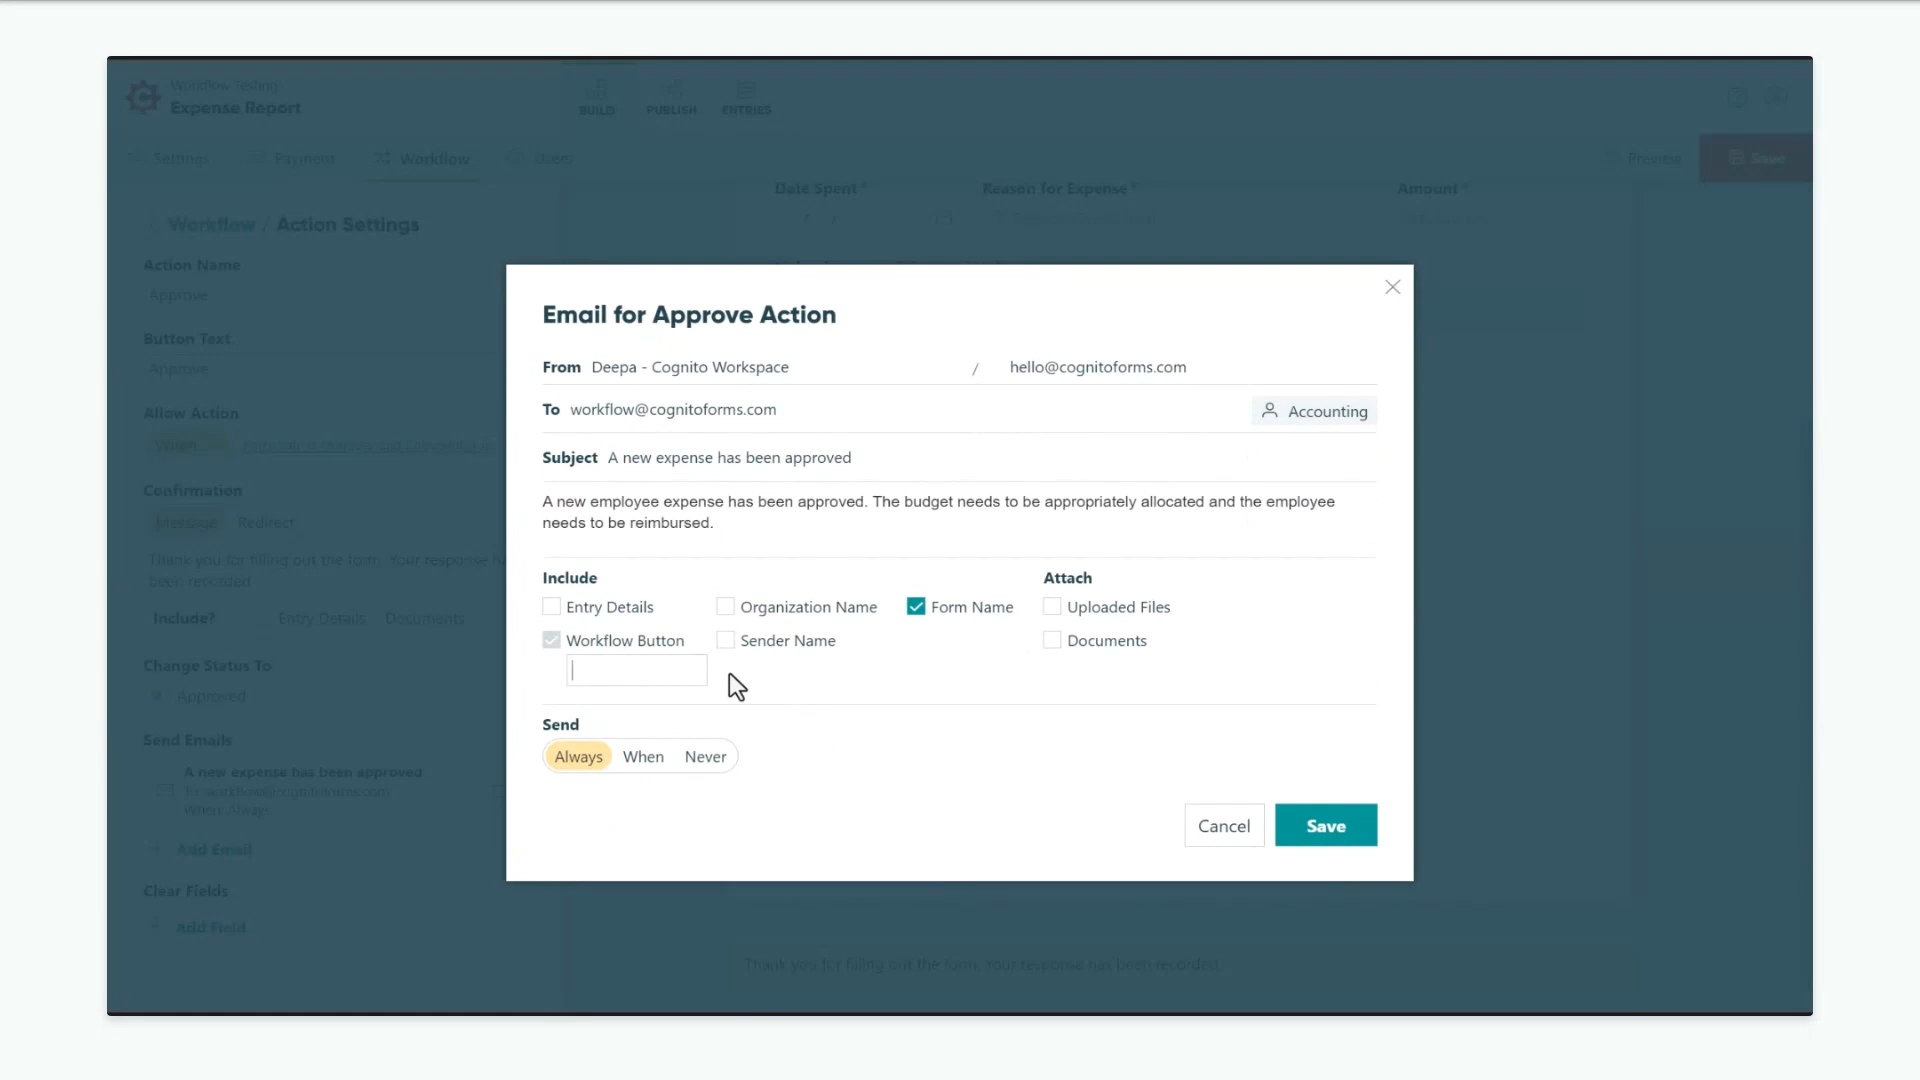 Workflow Testing
Expense Report
BUILD
PUBLISH
ENTRIES
Settings
Payment
Workflow
Users
Preview
Save
Date Spent *
Reason for Expense *
Amount *
Workflow / Action Settings
Action Name
Approve
Button Text
Approve
Allow Action
When
Confirmation
Message Redirect
Thank you for filling out the form. Your response
been recorded
Include? Entry Details Documents
Change Status To
Approved
Send Emails
A new expense has been approved
To workflow@cognitoforms.com
When: Always
Add Email
Clear Fields
Add Field
Email for Approve Action
From Deepa - Cognito Workspace / hello@cognitoforms.com
To workflow@cognitoforms.com Accounting
Subject A new expense has been approved
A new employee expense has been approved. The budget needs to be appropriately allocated and the employee
needs to be reimbursed.
Include
Entry Details Organization Name Form Name
Workflow Button Sender Name
Attach
Uploaded Files
Documents
Send
Always When Never
Cancel Save
Thank you for filling out the form. Your response has been recorded.